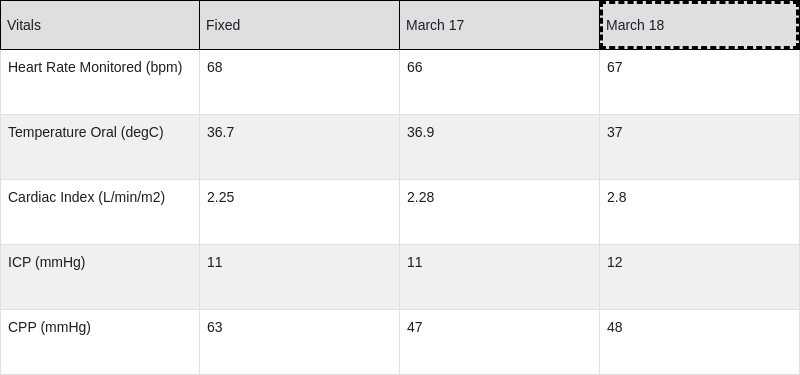 Vitals Fixed March 17 March 18
Heart Rate Monitored (bpm) 68 66 67
Temperature Oral (degC) 36.7 36.9 37
Cardiac Index (L/min/m2) 2.25 2.28 2.8
ICP (mmHg) 11 11 12
CPP (mmHg) 63 47 48